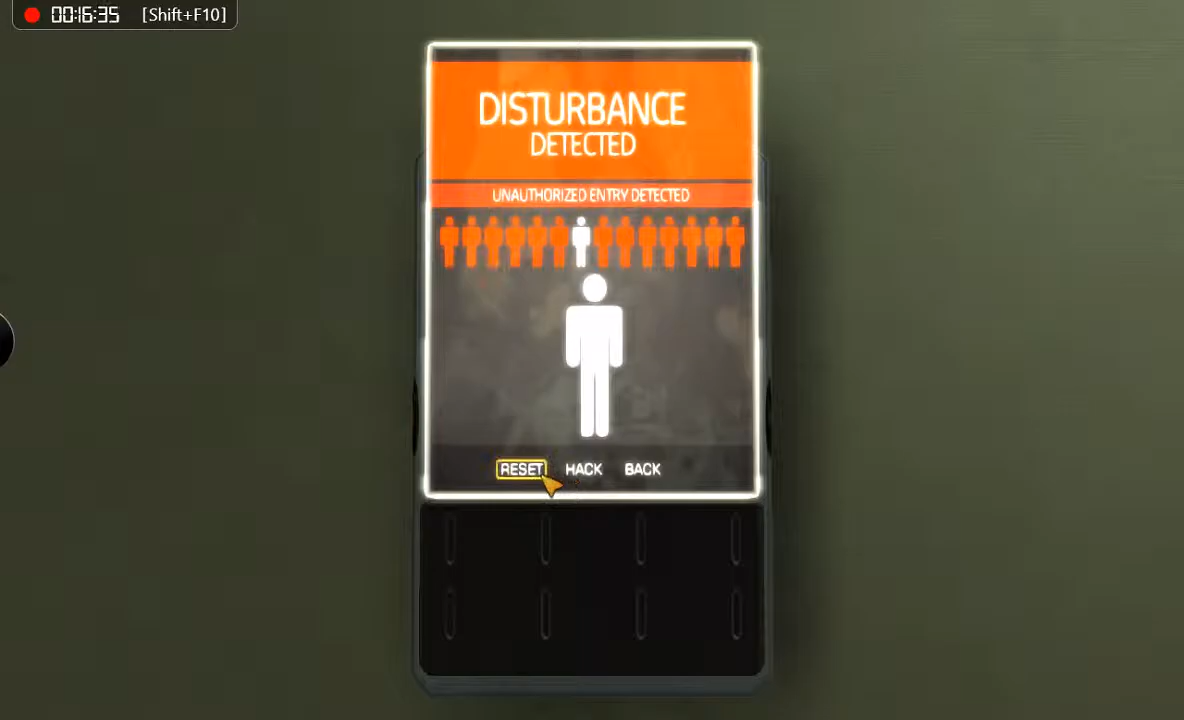 00:16:35 [Shift+F10]
DISTURBANCE
DETECTED
UNAUTHORIZED ENTRY DETECTED
RESET HACK BACK